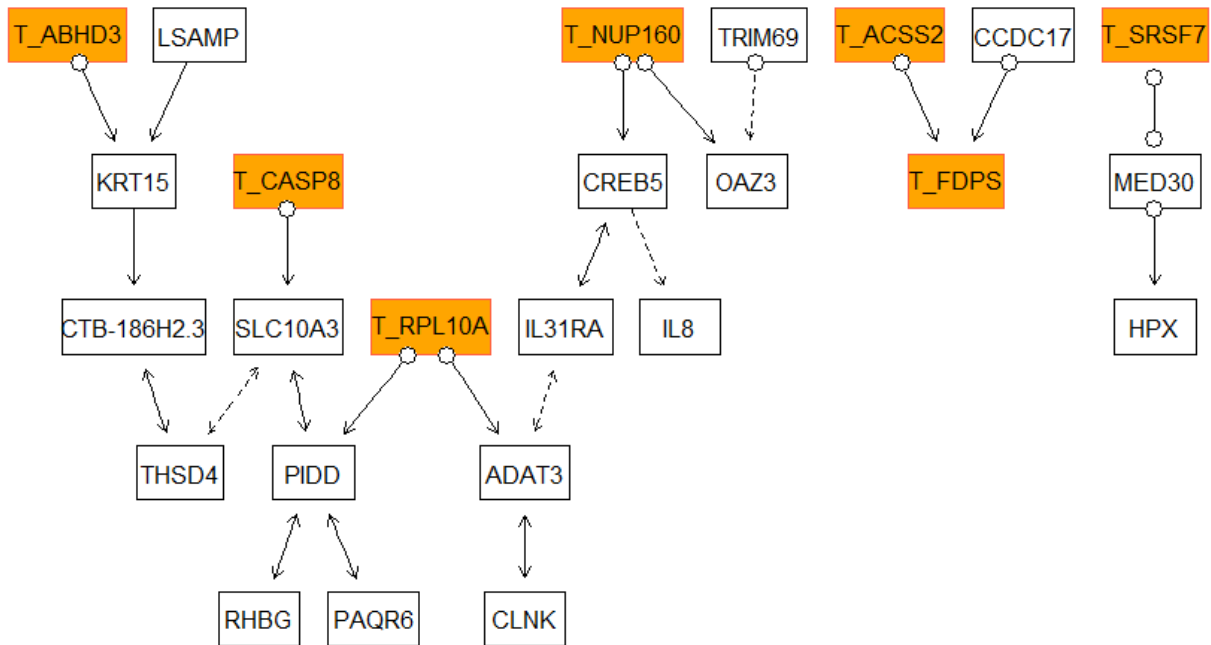 T_ABHD3
LSAMP
T_NUP160
TRIM69
T_ACSS2
CCDC17
T_SRSF7
KRT15
T_CASP8
CREB5
OAZ3
T_FDPS
MED30
CTB-186H2.3
SLC10A3
T_RPL10A
IL31RA
IL8
HPX
THSD4
PIDD
ADAT3
RHBG
PAQR6
CLNK